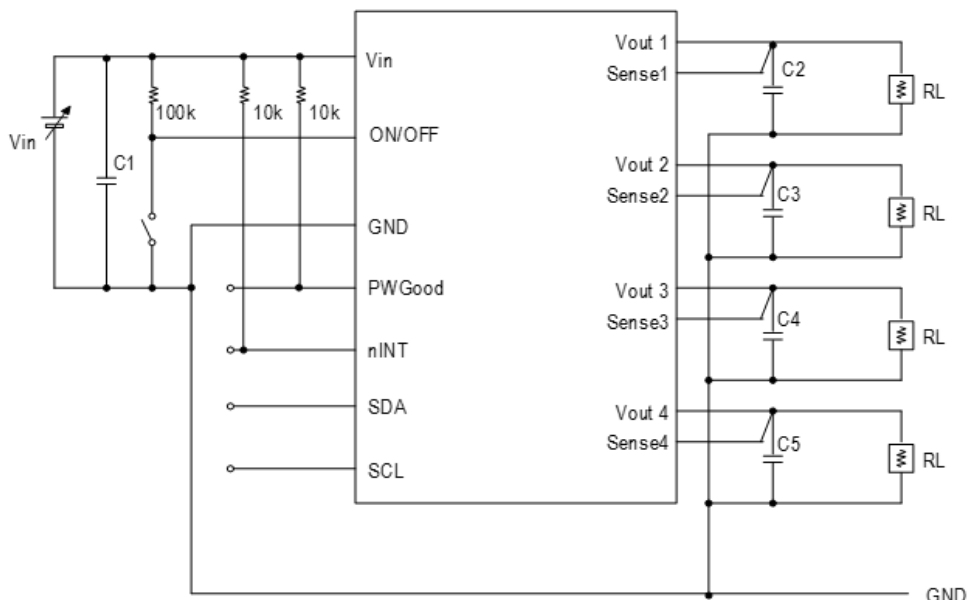 Vin
C1
100k
10k
10k
Vin
ON/OFF
GND
PWGood
nINT
SDA
SCL
Vout 1
Sense1
Vout 2
Sense2
Vout 3
Sense3
Vout 4
Sense4
C2
RL
C3
RL
C4
RL
C5
RL
GND